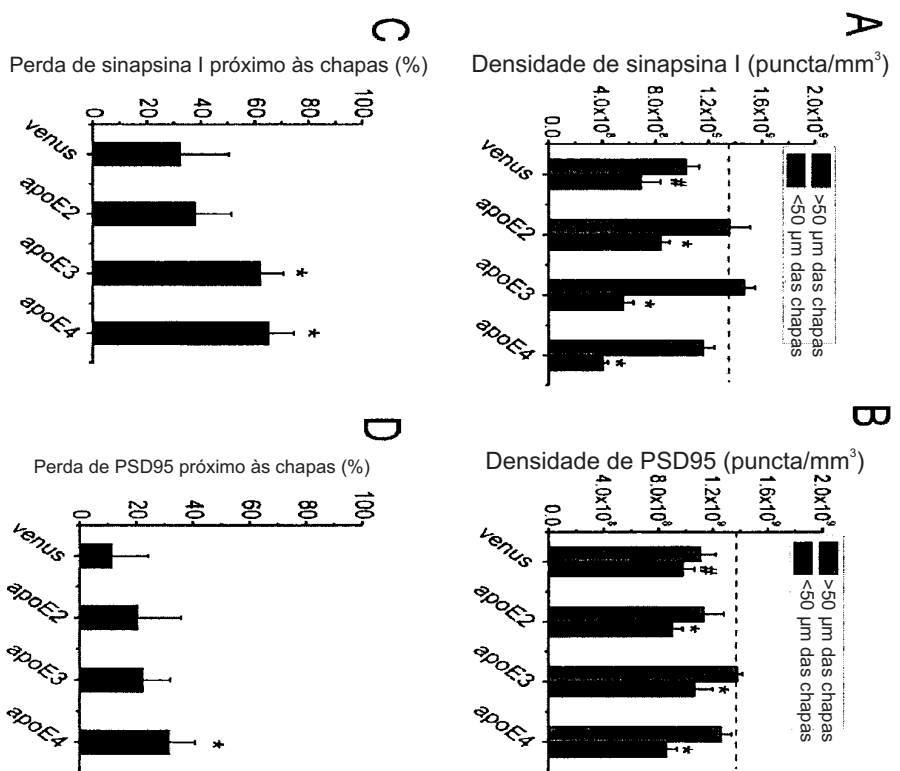 A
Densidade de sinapsina I (puncta/mm³)
2.0x10⁹
1.6x10⁹
1.2x10⁹
8.0x10⁸
4.0x10⁸
0.0
>50 µm das chapas
<50 µm das chapas
#
*
*
*
venus
apoE2
apoE3
apoE4
B
Densidade de PSD95 (puncta/mm³)
2.0x10⁹
1.6x10⁹
1.2x10⁹
8.0x10⁸
4.0x10⁸
0.0
>50 µm das chapas
<50 µm das chapas
#
*
*
*
venus
apoE2
apoE3
apoE4
C
Perda de sinapsina I próximo às chapas (%)
100
80
60
40
20
0
*
*
venus
apoE2
apoE3
apoE4
D
Perda de PSD95 próximo às chapas (%)
100
80
60
40
20
0
*
venus
apoE2
apoE3
apoE4